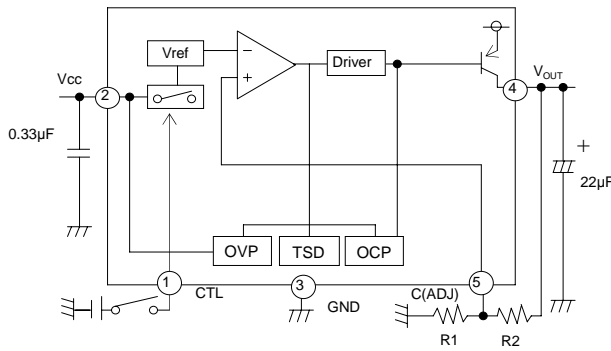 Vref
Driver
Vcc
2
VOUT
4
0.33µF
+
22µF
−
+
OVP
TSD
OCP
1
CTL
3
GND
C(ADJ)
5
R1
R2